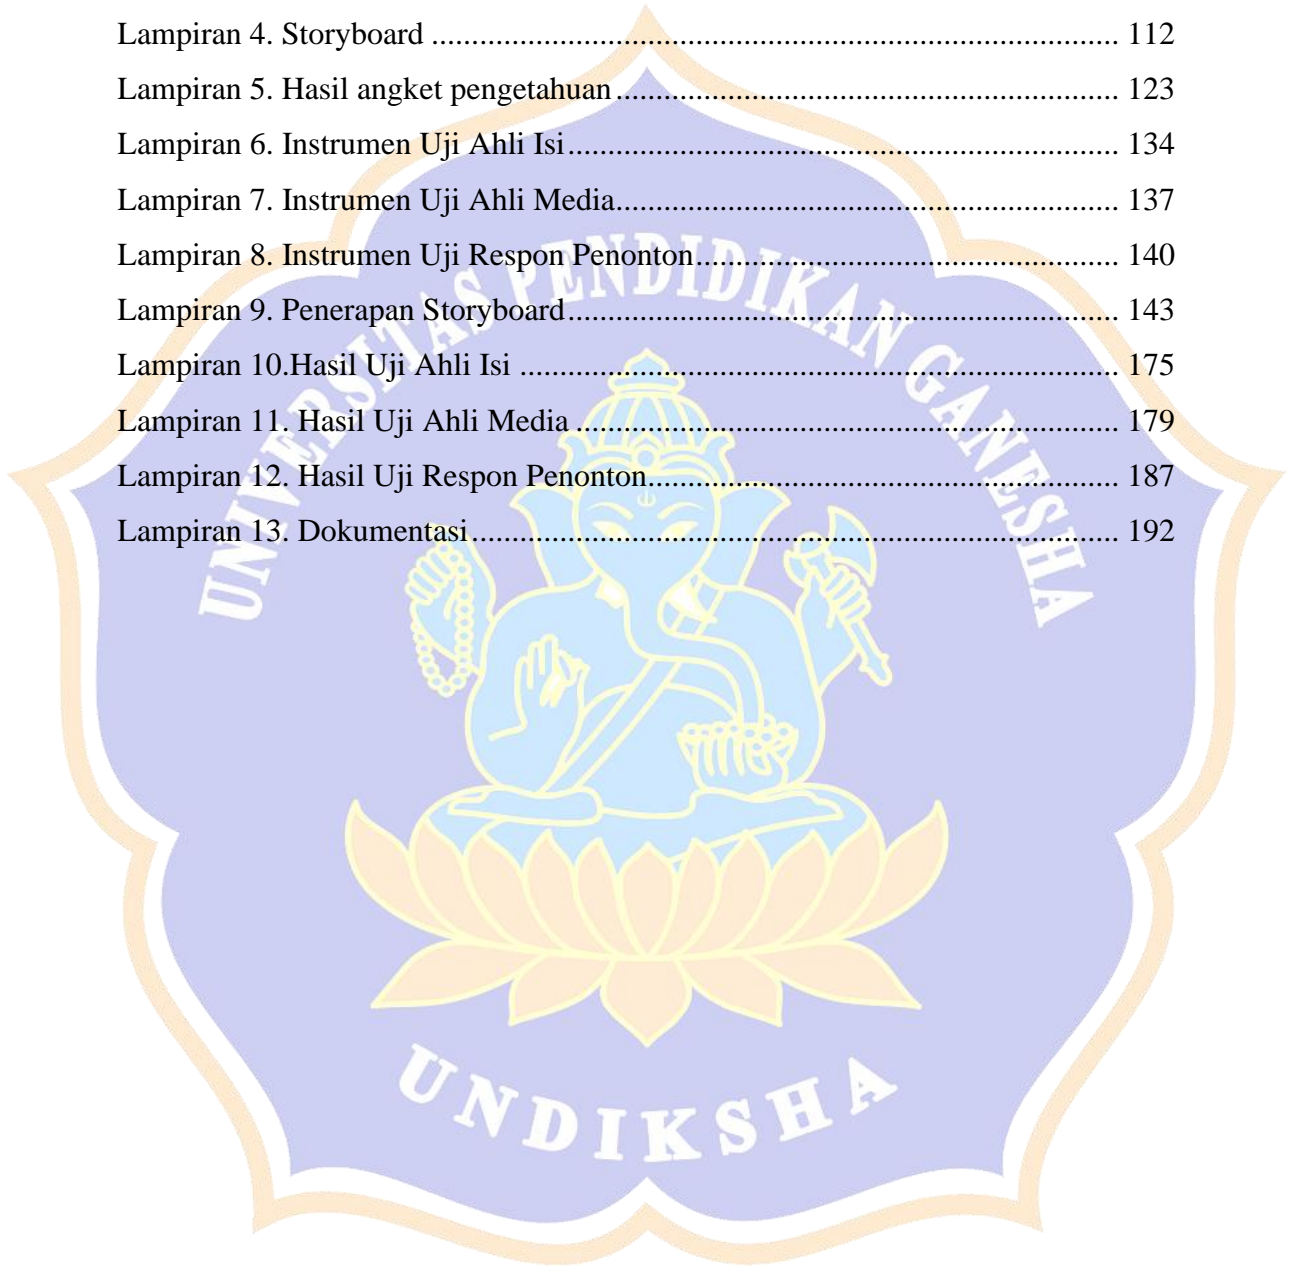 Lampiran 4. Storyboard ........................................................................ 112
Lampiran 5. Hasil angket pengetahuan..................................................... 123
Lampiran 6. Instrumen Uji Ahli Isi.......................................................... 134
Lampiran 7. Instrumen Uji Ahli Media..................................................... 137
Lampiran 8. Instrumen Uji Respon Penonton............................................. 140
Lampiran 9. Penerapan Storyboard.......................................................... 143
Lampiran 10.Hasil Uji Ahli Isi ............................................................... 175
Lampiran 11. Hasil Uji Ahli Media ......................................................... 179
Lampiran 12. Hasil Uji Respon Penonton.................................................. 187
Lampiran 13. Dokumentasi.................................................................... 192
UNIVERSITAS PENDIDIKAN GANESHA
UNDIKSHA